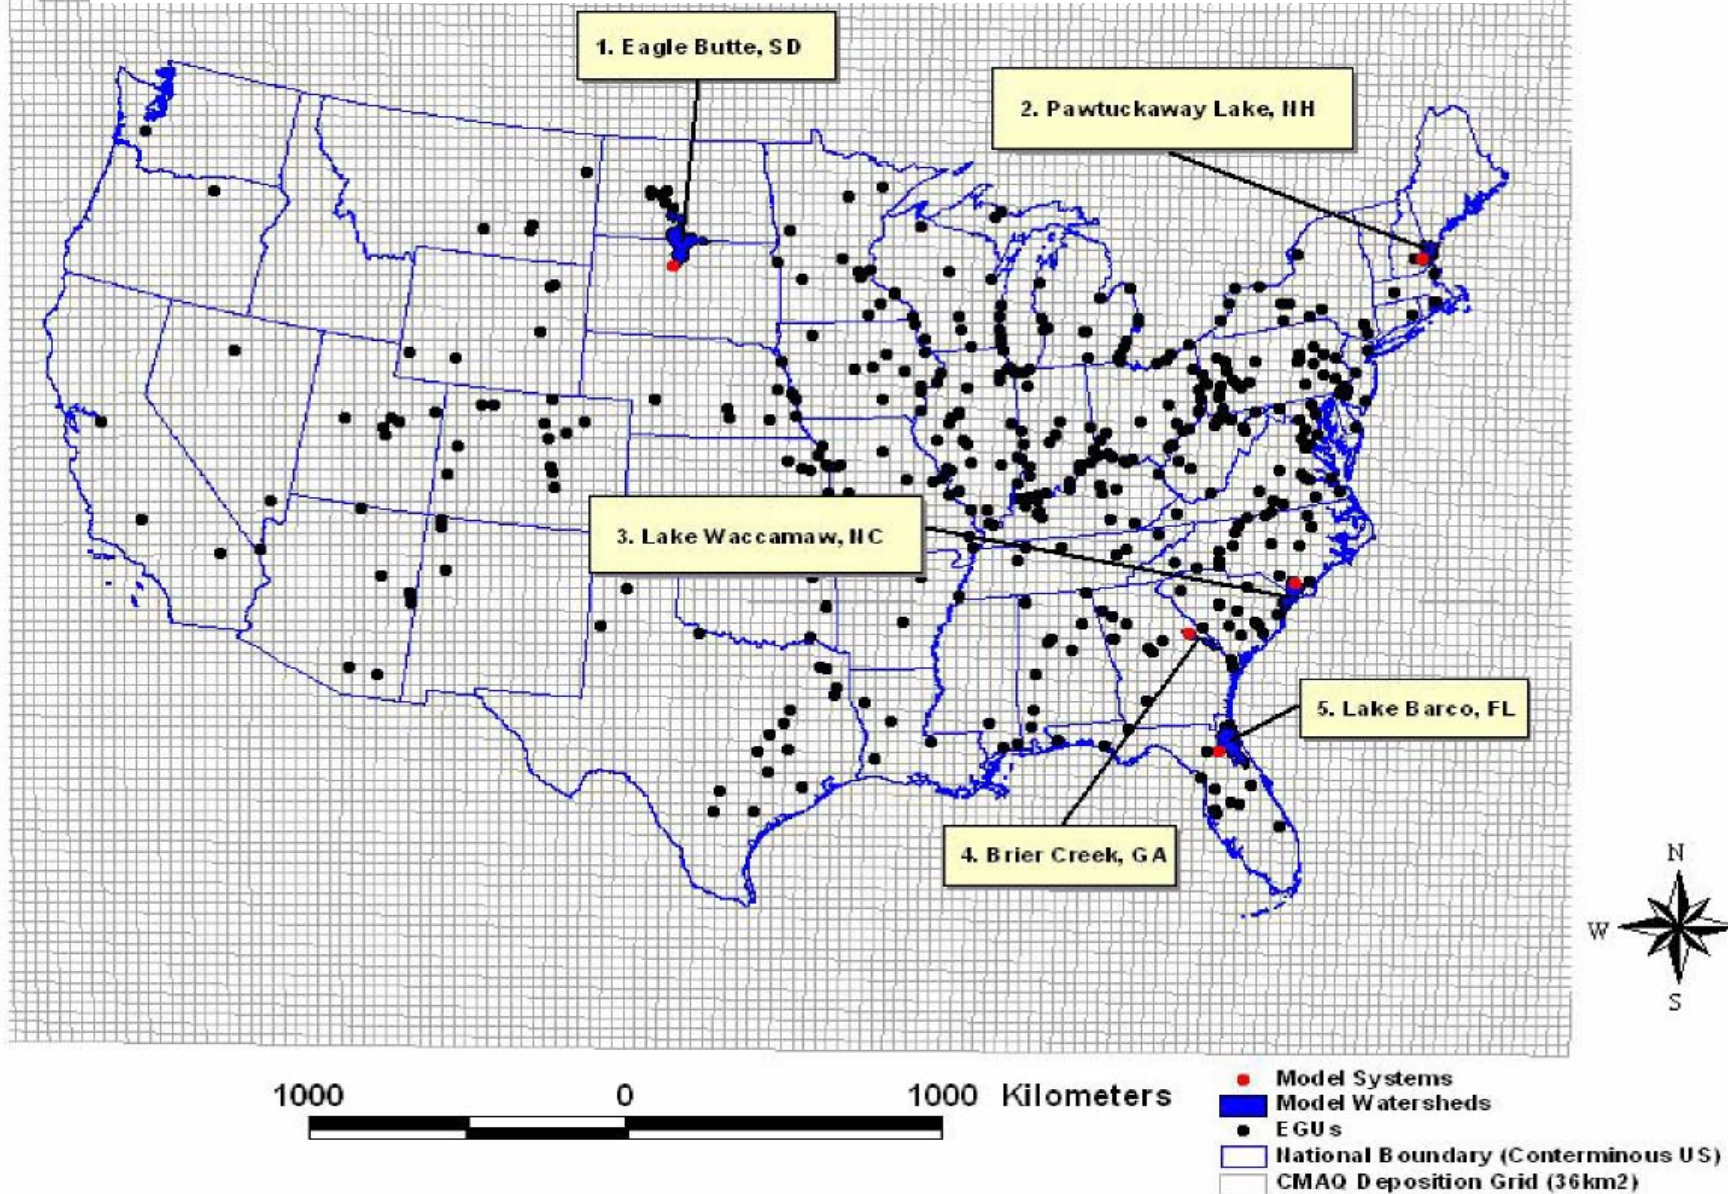 1. Eagle Butte, SD
2. Pawtuckaway Lake, NH
3. Lake Waccamaw, NC
5. Lake Barco, FL
4. Brier Creek, GA
N
W
S
1000 0 1000 Kilometers
Model Systems
Model Watersheds
EGUs
National Boundary (Conterminous US)
CMAQ Deposition Grid (36km2)